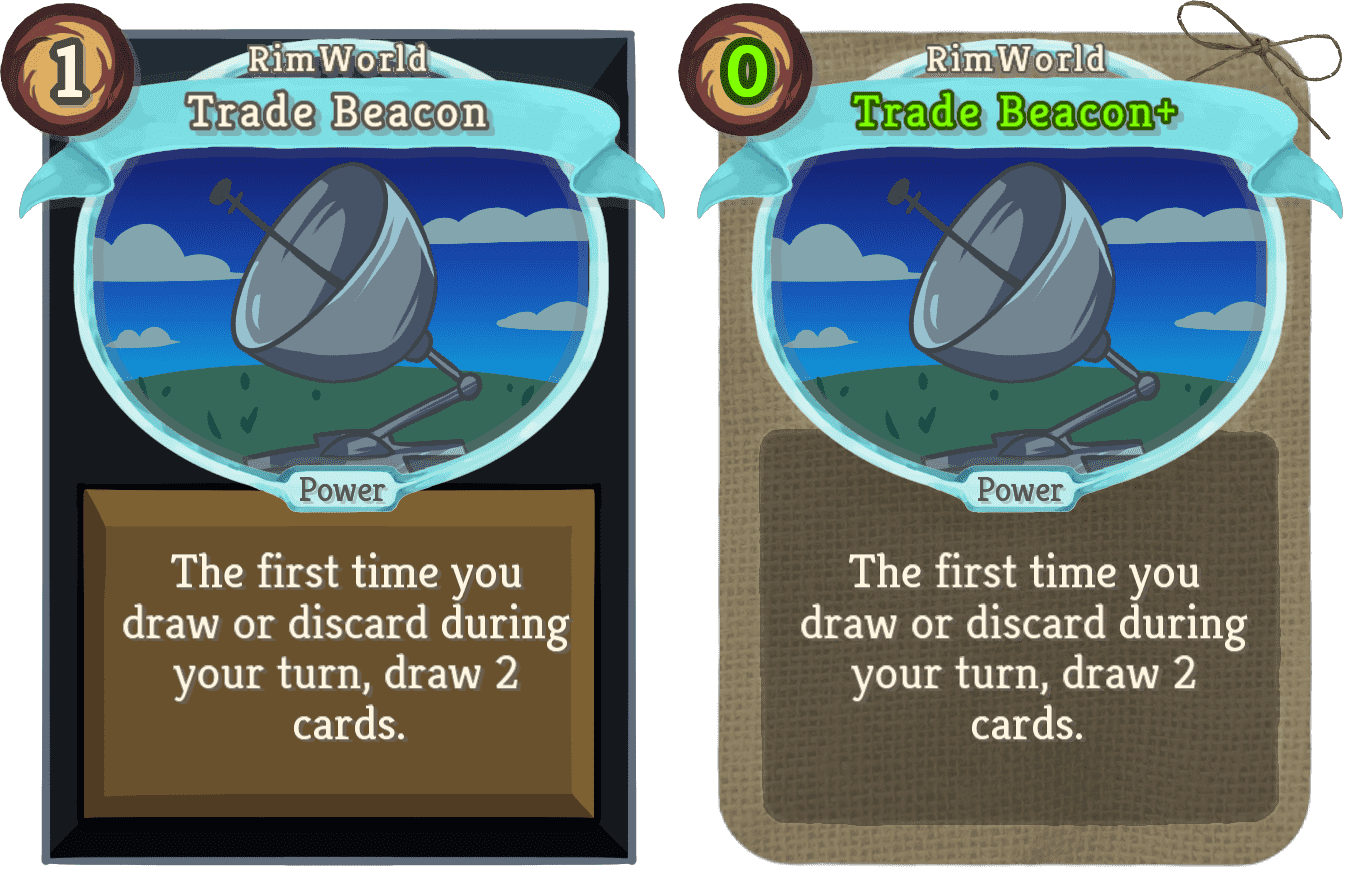 1
RimWorld
Trade Beacon
Power
The first time you
draw or discard during
your turn, draw 2
cards.
0
RimWorld
Trade Beacon+
Power
The first time you
draw or discard during
your turn, draw 2
cards.